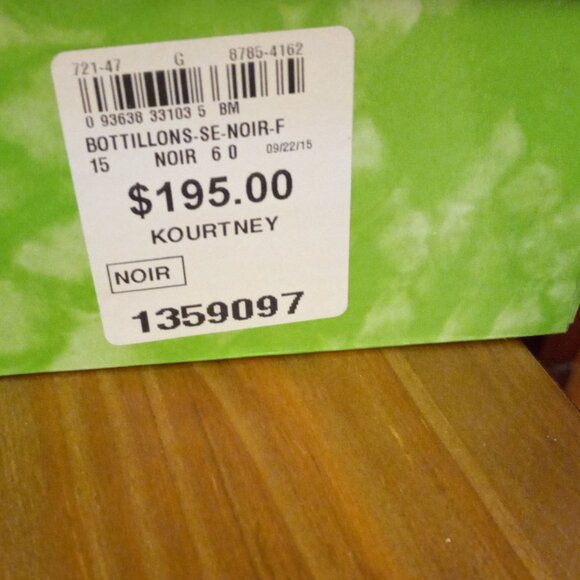 721-47 G 8785-4162
0 93638 33103 5 BM
BOTTILLONS-SE-NOIR-F
15 NOIR 6 0 09/22/15
$195.00
KOURTNEY
NOIR
1359097